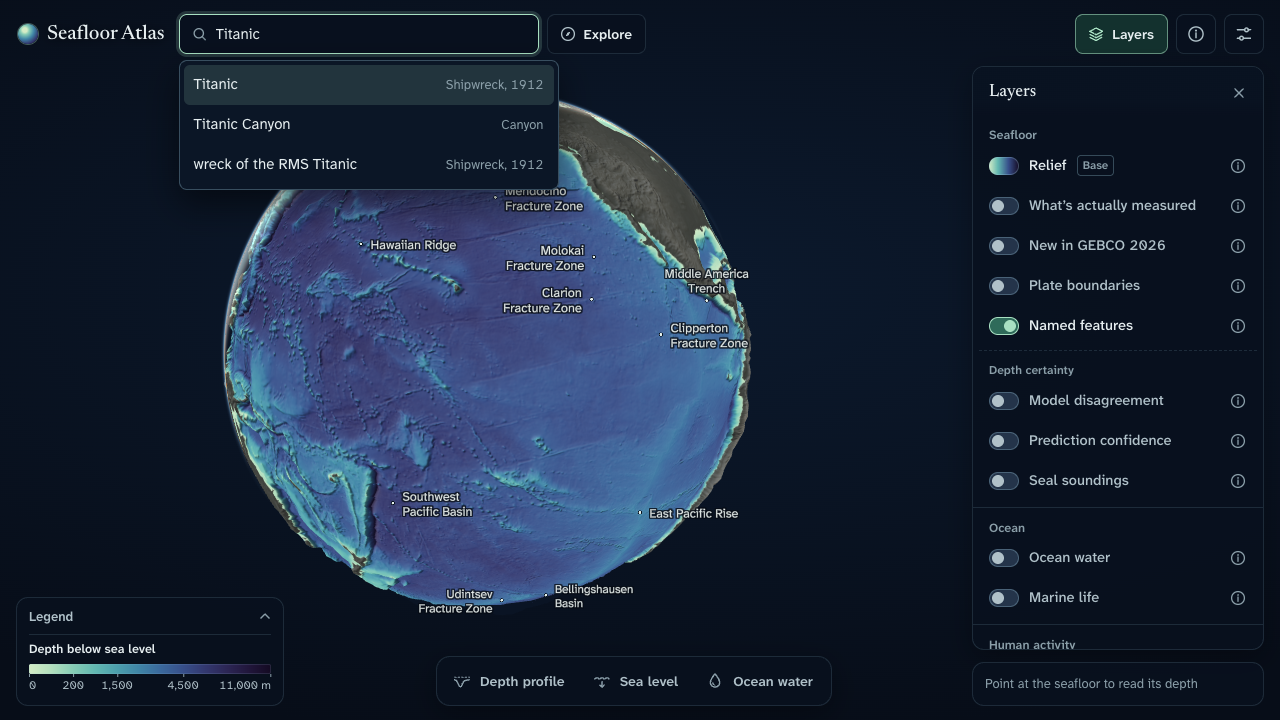 Seafloor Atlas
Titanic
Explore
Layers
Titanic
Shipwreck, 1912
Titanic Canyon
Canyon
wreck of the RMS Titanic
Shipwreck, 1912
Mendocino
Fracture Zone
Hawaiian Ridge
Molokai
Fracture Zone
Clarion
Fracture Zone
Middle America
Trench
Clipperton
Fracture Zone
Southwest
Pacific Basin
East Pacific Rise
Udintsev
Fracture Zone
Bellingshausen
Basin
Layers
Seafloor
Relief
Base
What's actually measured
New in GEBCO 2026
Plate boundaries
Named features
Depth certainty
Model disagreement
Prediction confidence
Seal soundings
Ocean
Ocean water
Marine life
Human activity
Legend
Depth below sea level
0 200 1,500 4,500 11,000 m
Depth profile
Sea level
Ocean water
Point at the seafloor to read its depth